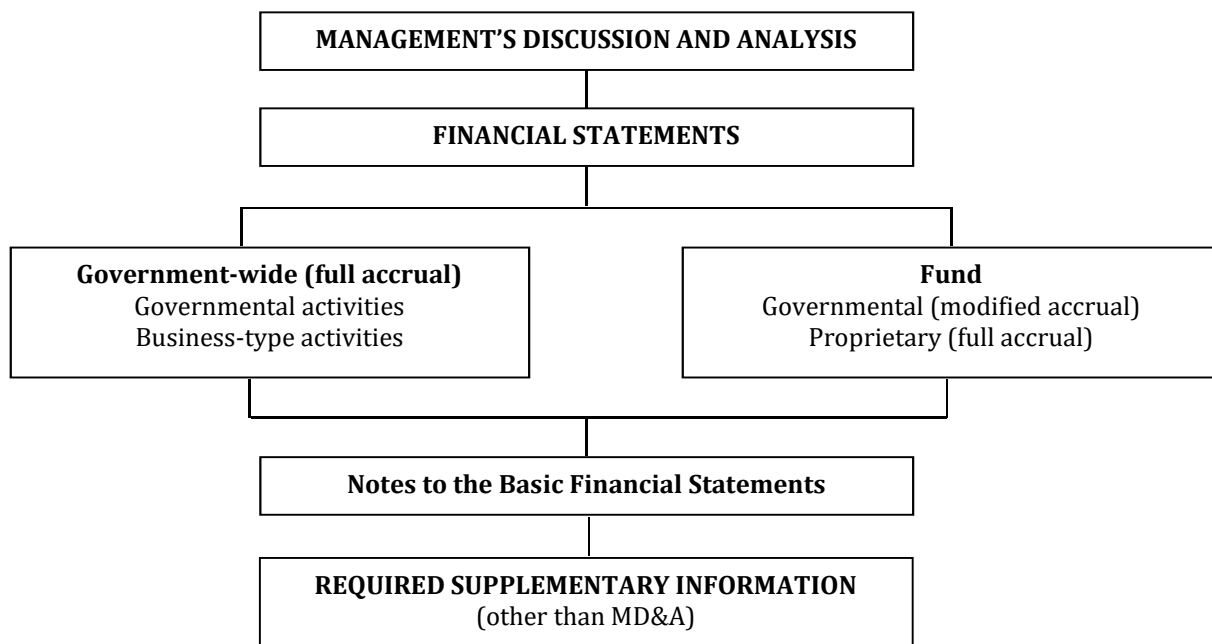 MANAGEMENT’S DISCUSSION AND ANALYSIS
FINANCIAL STATEMENTS
Government-wide (full accrual)
Governmental activities
Business-type activities
Fund
Governmental (modified accrual)
Proprietary (full accrual)
Notes to the Basic Financial Statements
REQUIRED SUPPLEMENTARY INFORMATION
(other than MD&A)